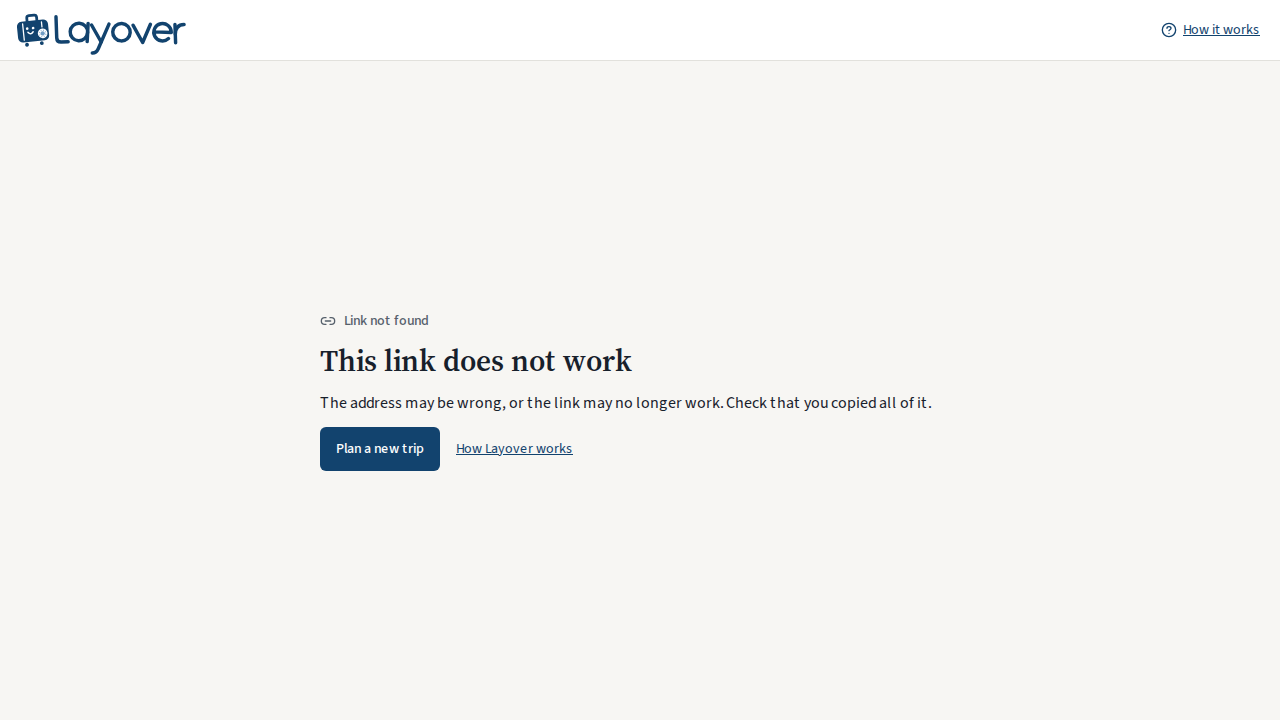 Layover
How it works
Link not found
This link does not work
The address may be wrong, or the link may no longer work. Check that you copied all of it.
Plan a new trip
How Layover works